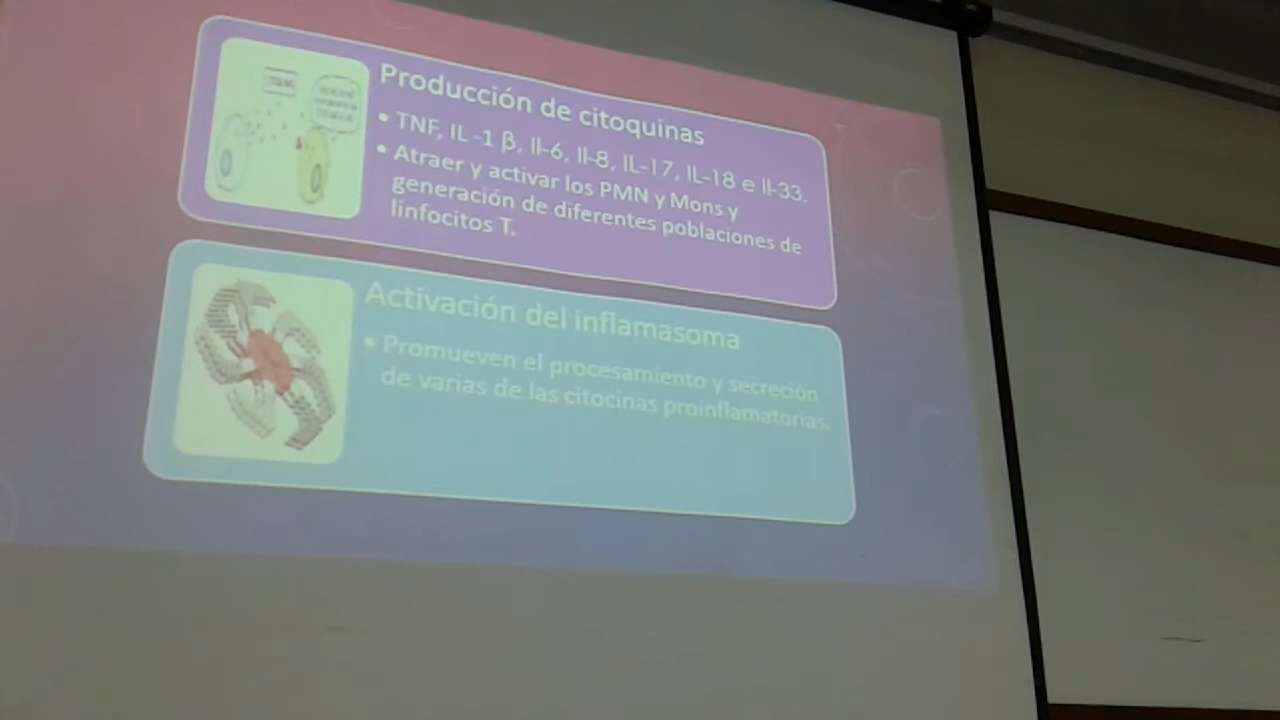 Producción de citoquinas
• TNF, IL -1 β, Il-6, Il-8, IL-17, IL-18 e Il-33.
• Atraer y activar los PMN y Mons y
generación de diferentes poblaciones de
linfocitos T.
Activación del inflamasoma
• Promueven el procesamiento y secreción
de varias de las citocinas proinflamatorias.